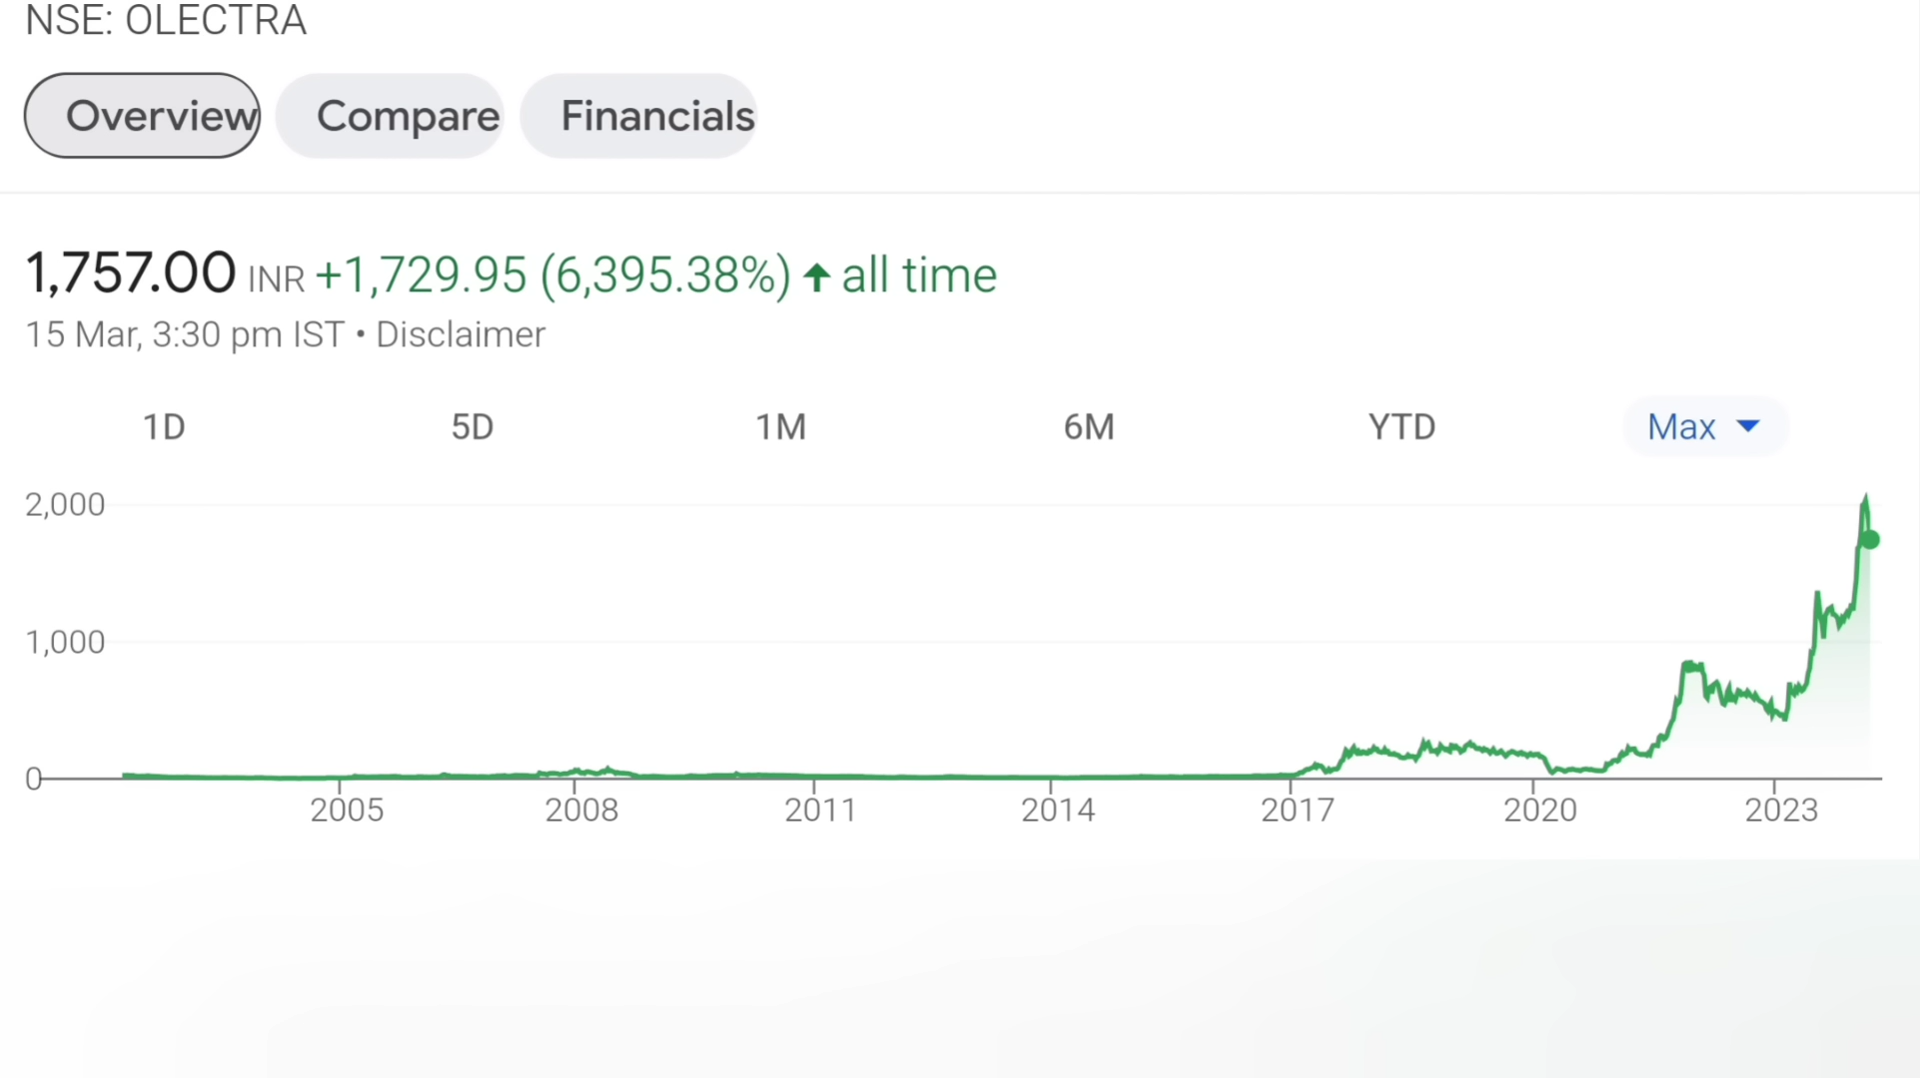 NSE: OLECTRA
Overview Compare Financials
1,757.00 INR +1,729.95 (6,395.38%) ↑ all time
15 Mar, 3:30 pm IST • Disclaimer
1D 5D 1M 6M YTD Max
2,000
1,000
0
2005 2008 2011 2014 2017 2020 2023